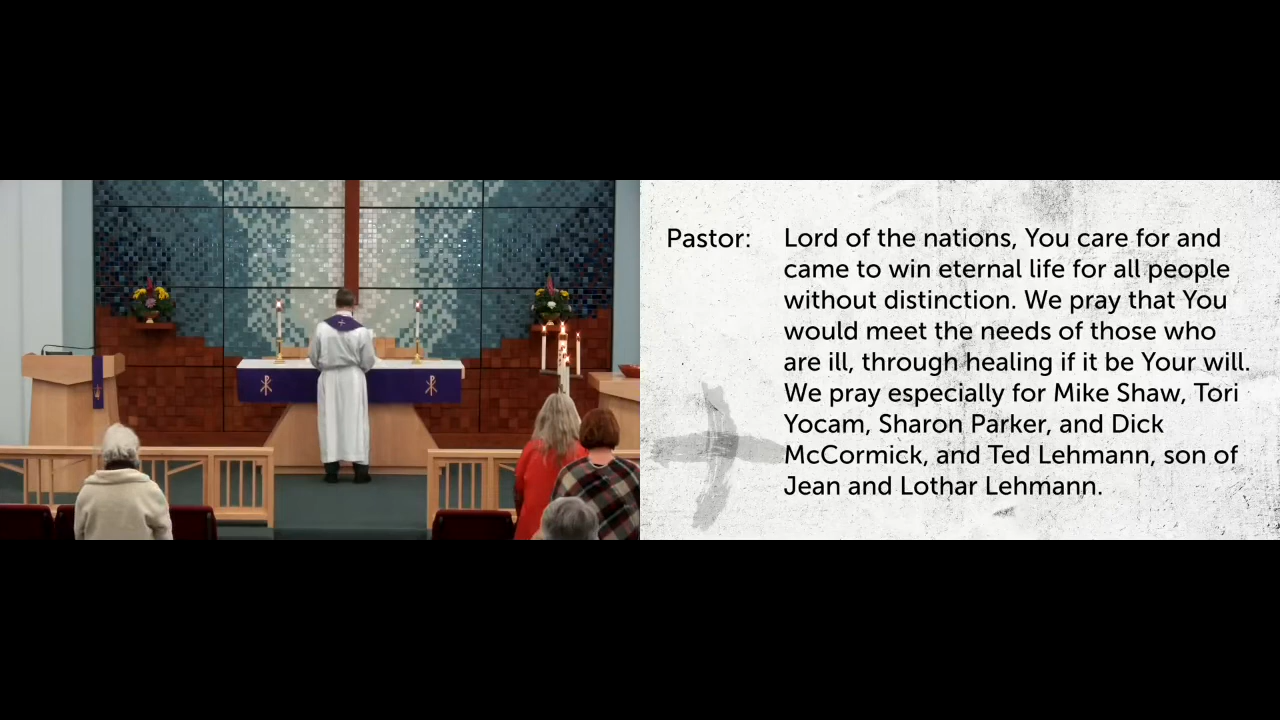 Pastor: Lord of the nations, You care for and
came to win eternal life for all people
without distinction. We pray that You
would meet the needs of those who
are ill, through healing if it be Your will.
We pray especially for Mike Shaw, Tori
Yocam, Sharon Parker, and Dick
McCormick, and Ted Lehmann, son of
Jean and Lothar Lehmann.